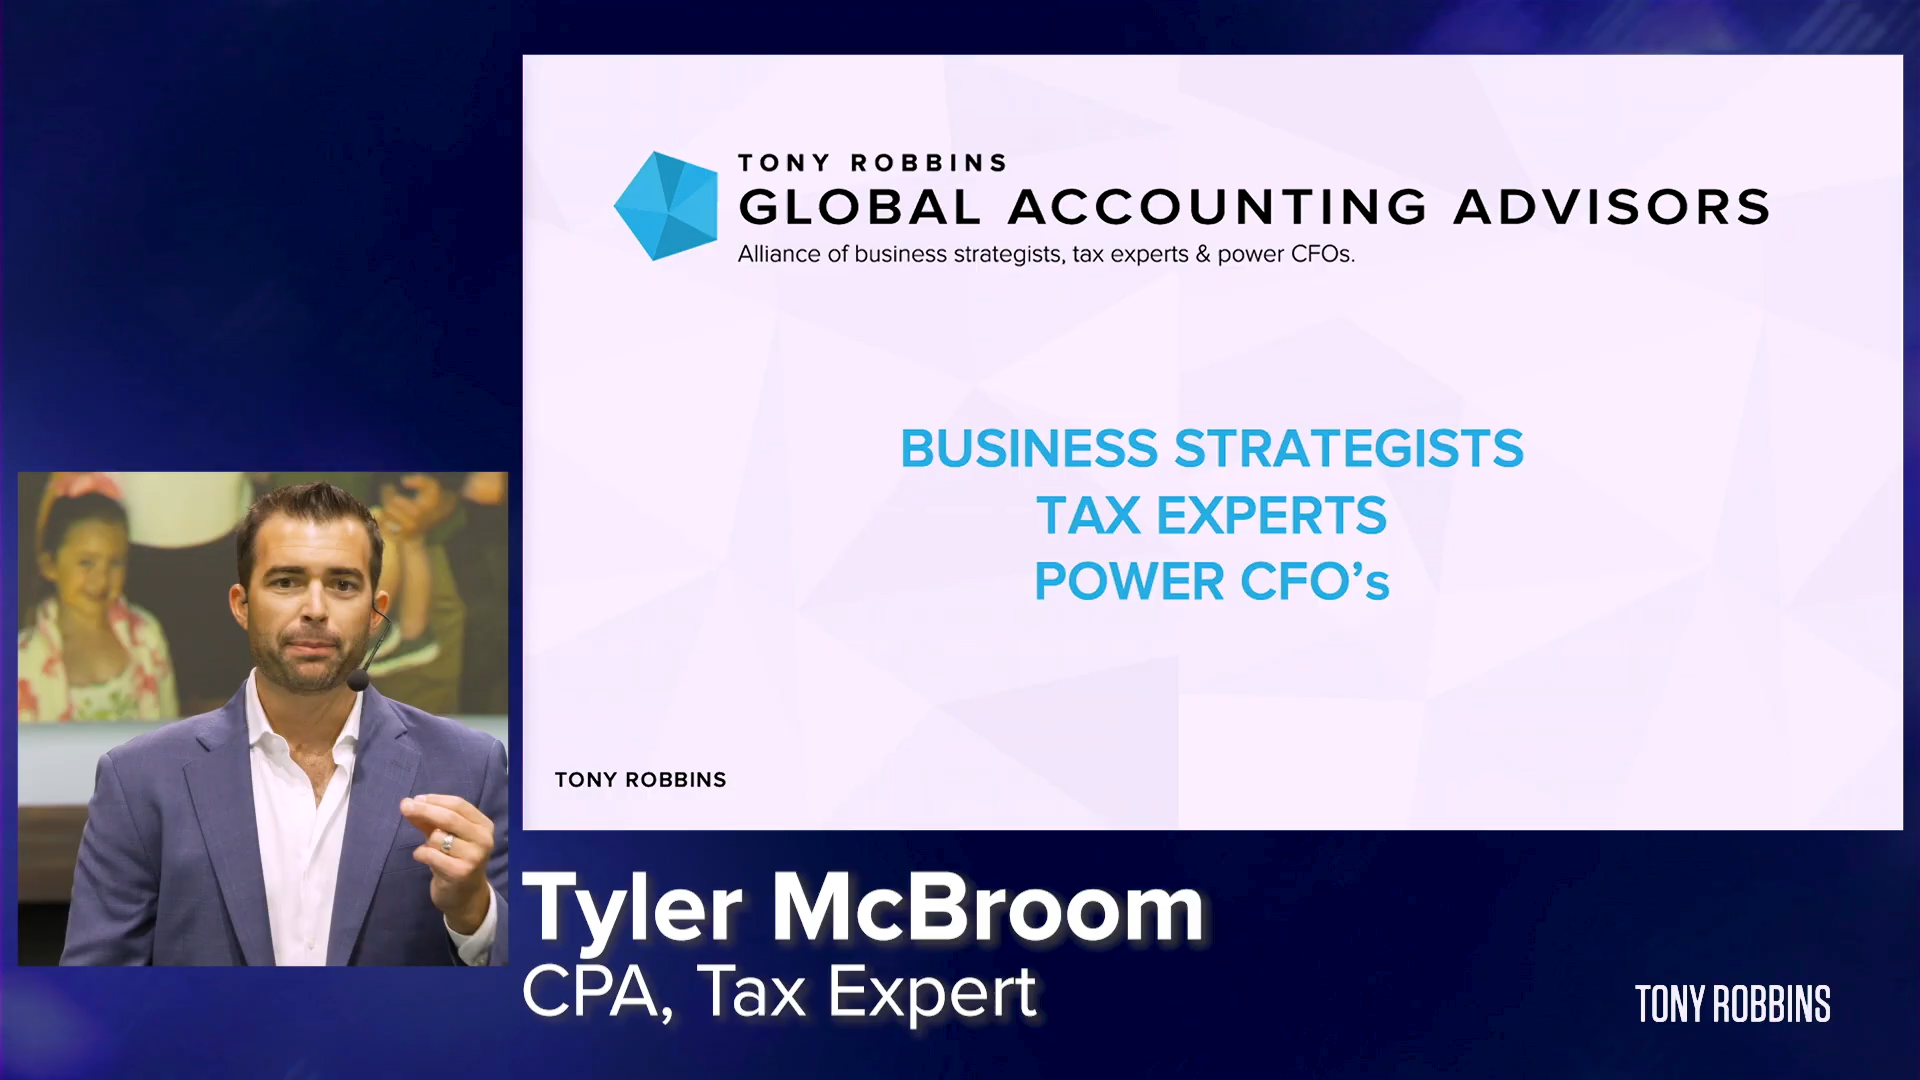 TONY ROBBINS
GLOBAL ACCOUNTING ADVISORS
Alliance of business strategists, tax experts & power CFOs.
BUSINESS STRATEGISTS
TAX EXPERTS
POWER CFO’s
TONY ROBBINS
Tyler McBroom
CPA, Tax Expert
TONY ROBBINS